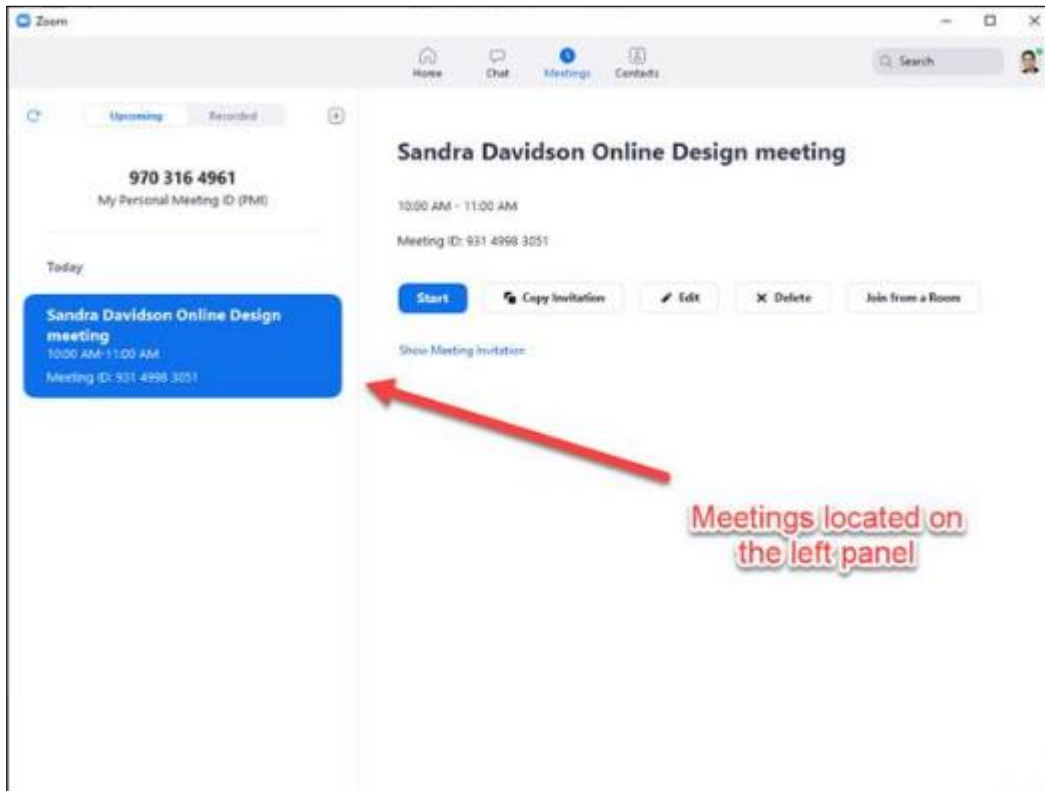 Zoom
Home Chat Meetings Contacts
Search
Upcoming Recorded
970 316 4961
My Personal Meeting ID (PMI)
Today
Sandra Davidson Online Design
meeting
10:00 AM-11:00 AM
Meeting ID: 931 4998 3051
Sandra Davidson Online Design meeting
10:00 AM - 11:00 AM
Meeting ID: 931 4998 3051
Start Copy Invitation Edit Delete Join from a Room
Show Meeting Invitation
Meetings located on
the left panel